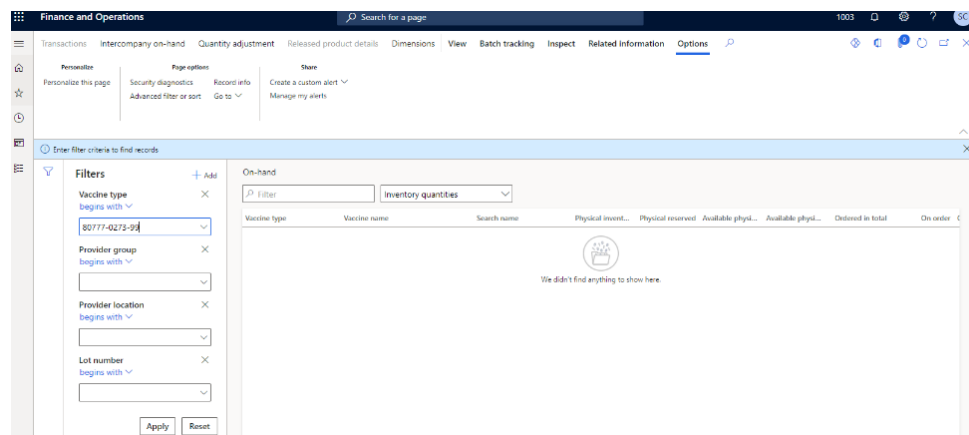 Finance and Operations
Search for a page
1003
?
SC
Transactions Intercompany on-hand Quantity adjustment Released product details Dimensions View Batch tracking Inspect Related information Options
0
Personalize
Personalize this page
Page options
Security diagnostics Record info
Advanced filter or sort Go to
Share
Create a custom alert
Manage my alerts
Enter filter criteria to find records
Filters
Add
Vaccine type
begins with
80777-0273-99
Provider group
begins with
Provider location
begins with
Lot number
begins with
Apply Reset
On-hand
Filter
Inventory quantities
Vaccine type Vaccine name Search name Physical invent... Physical reserved Available physi... Available physi... Ordered in total On order
We didn't find anything to show here.